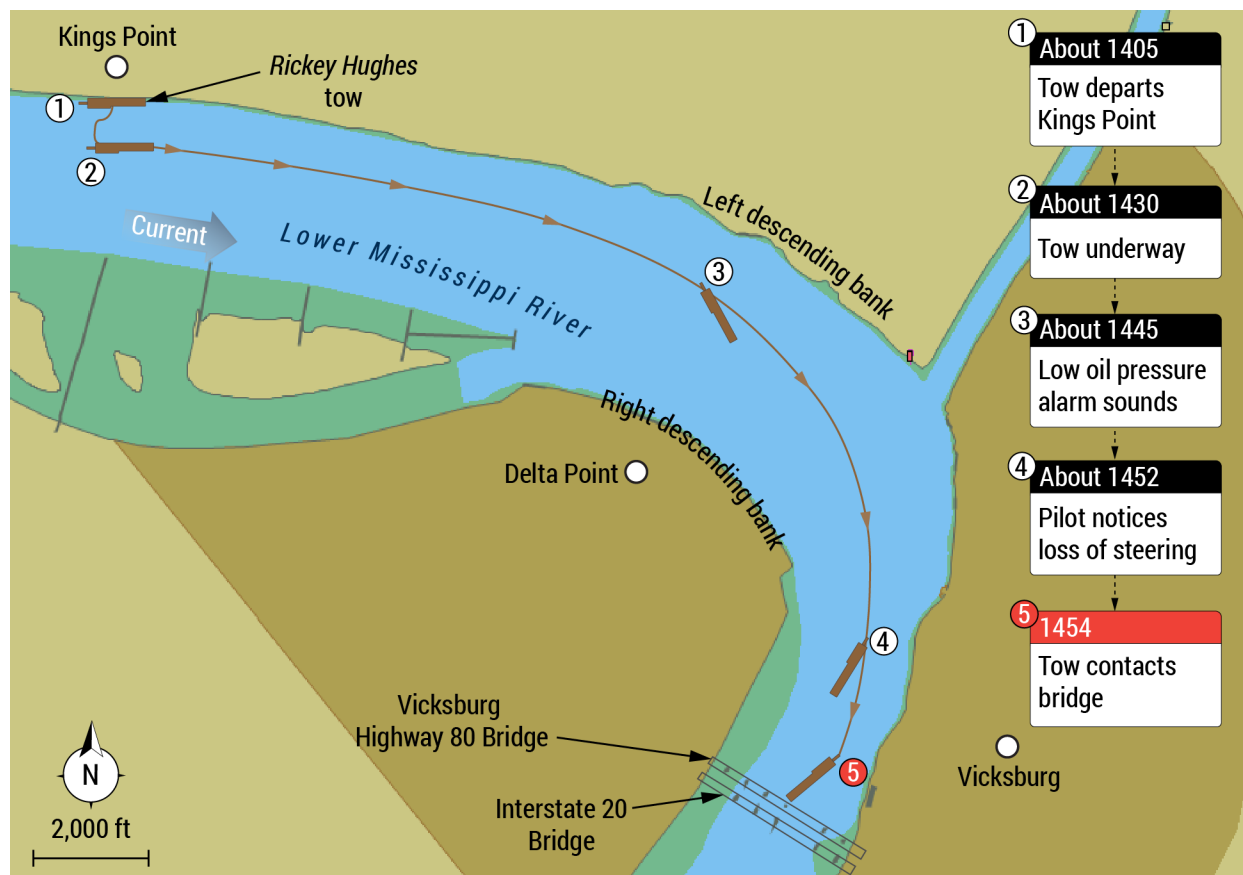 Kings Point
Rickey Hughes
tow
1
2
Current
Lower Mississippi River
Left descending bank
3
Right descending bank
Delta Point
4
Vicksburg
Highway 80 Bridge
5
Interstate 20
Bridge
Vicksburg
N
2,000 ft
1
About 1405
Tow departs
Kings Point
2
About 1430
Tow underway
3
About 1445
Low oil pressure
alarm sounds
4
About 1452
Pilot notices
loss of steering
5
1454
Tow contacts
bridge